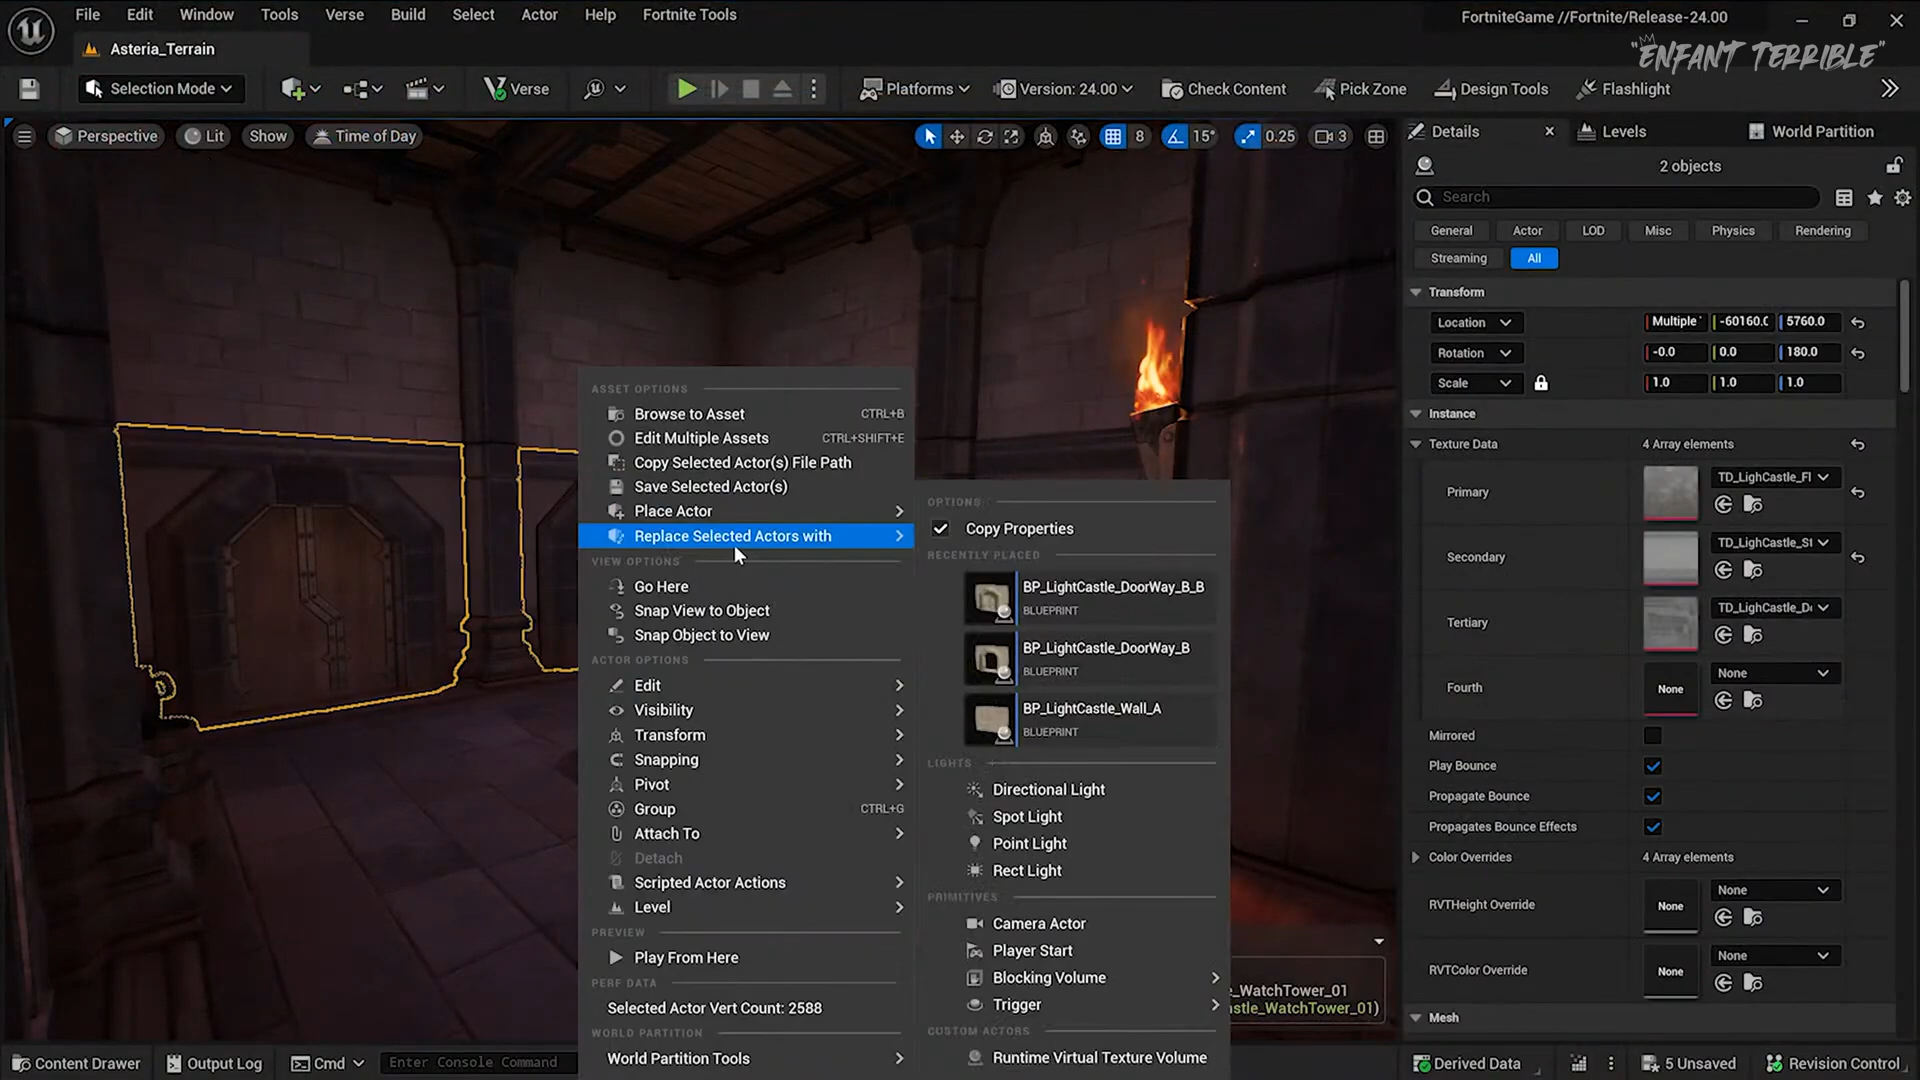 File Edit Window Tools Verse Build Select Actor Help Fortnite Tools
FortniteGame //Fortnite/Release-24.00
Asteria_Terrain
"ENFANT TERRIBLE"
Selection Mode
Verse
Platforms
Version: 24.00
Check Content
Pick Zone
Design Tools
Flashlight
Perspective
Lit
Show
Time of Day
8
15°
0.25
3
Details
Levels
World Partition
2 objects
Search
General Actor LOD Misc Physics Rendering
Streaming All
Transform
Location Multiple -60160.0 5760.0
Rotation -0.0 0.0 180.0
Scale 1.0 1.0 1.0
Instance
Texture Data 4 Array elements
Primary TD_LighCastle_Fl
Secondary TD_LighCastle_St
Tertiary TD_LighCastle_D
Fourth None None
Mirrored
Play Bounce
Propagate Bounce
Propagates Bounce Effects
Color Overrides 4 Array elements
RVTHeight Override None None
RVTColor Override None None
Mesh
ASSET OPTIONS
Browse to Asset CTRL+B
Edit Multiple Assets CTRL+SHIFT+E
Copy Selected Actor(s) File Path
Save Selected Actor(s)
Place Actor
Replace Selected Actors with
VIEW OPTIONS
Go Here
Snap View to Object
Snap Object to View
ACTOR OPTIONS
Edit
Visibility
Transform
Snapping
Pivot
Group CTRL+G
Attach To
Detach
Scripted Actor Actions
Level
PREVIEW
Play From Here
PERF DATA
Selected Actor Vert Count: 2588
WORLD PARTITION
World Partition Tools
OPTIONS
Copy Properties
RECENTLY PLACED
BP_LightCastle_DoorWay_B_B
BLUEPRINT
BP_LightCastle_DoorWay_B
BLUEPRINT
BP_LightCastle_Wall_A
BLUEPRINT
LIGHTS
Directional Light
Spot Light
Point Light
Rect Light
PRIMITIVES
Camera Actor
Player Start
Blocking Volume
Trigger
CUSTOM ACTORS
Runtime Virtual Texture Volume
e_WatchTower_01
stle_WatchTower_01)
Content Drawer
Output Log
Cmd
Enter Console Command
Derived Data
5 Unsaved
Revision Control